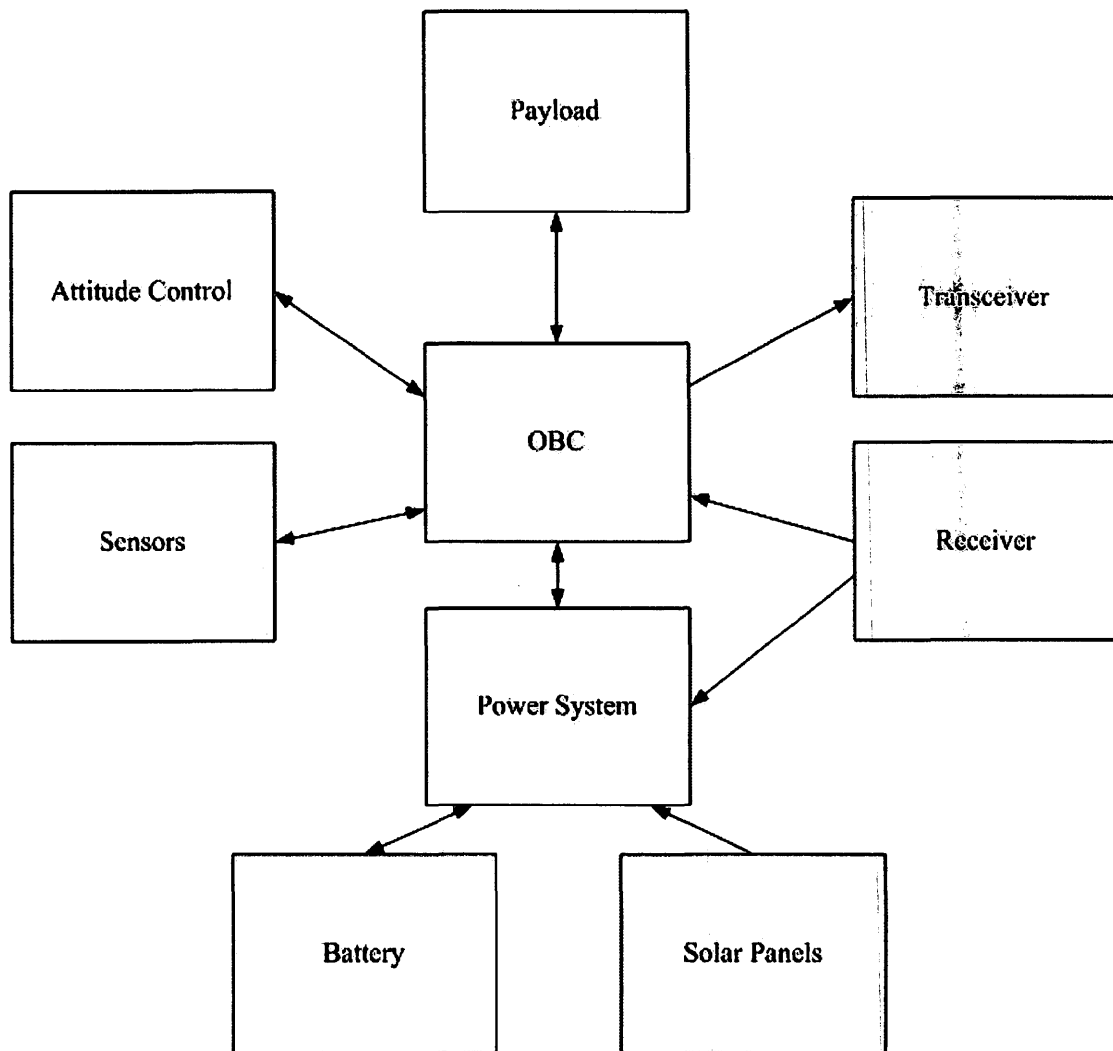 Payload
Attitude Control
Transceiver
OBC
Sensors
Receiver
Power System
Battery
Solar Panels